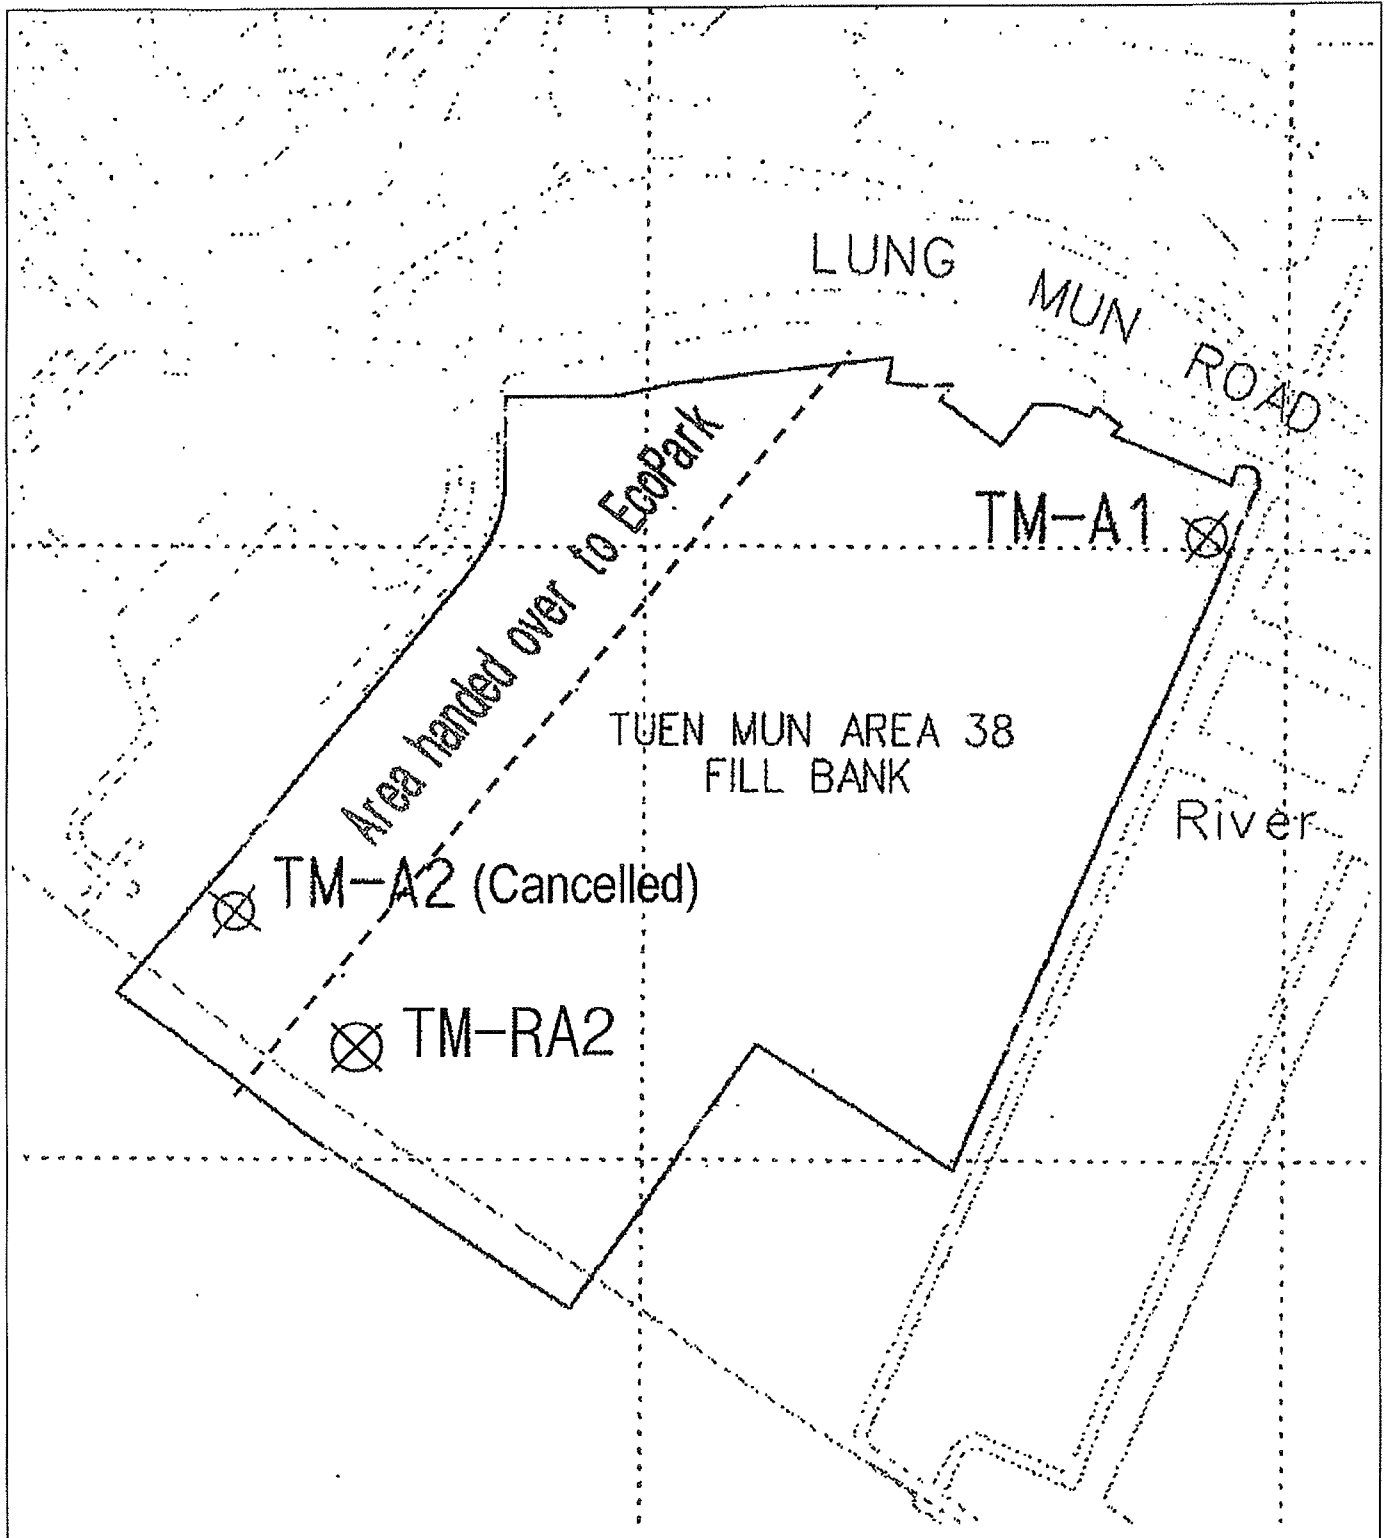 LUNG MUN ROAD
TM-A1
Area handed over to EcoPark
TUEN MUN AREA 38
FILL BANK
River
TM-A2 (Cancelled)
TM-RA2